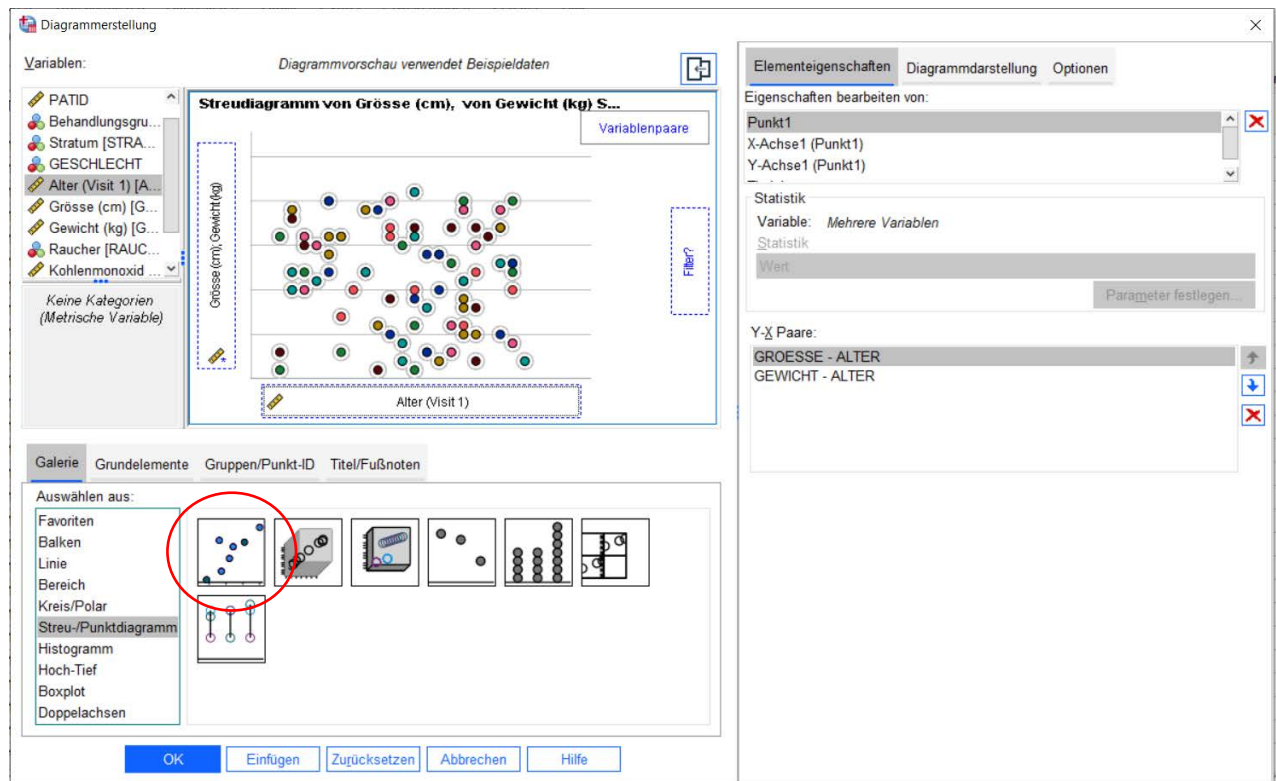 Diagrammerstellung
Variablen:
Diagrammvorschau verwendet Beispieldaten
PATID
Behandlungsgru...
Stratum [STRA...
GESCHLECHT
Alter (Visit 1) [A...
Grösse (cm) [G...
Gewicht (kg) [G...
Raucher [RAUC...
Kohlenmonoxid ...
Keine Kategorien
(Metrische Variable)
Streudiagramm von Grösse (cm), von Gewicht (kg) S...
Variablenpaare
Grösse (cm), Gewicht (kg)
Filter?
Alter (Visit 1)
Galerie
Grundelemente
Gruppen/Punkt-ID
Titel/Fußnoten
Auswählen aus:
Favoriten
Balken
Linie
Bereich
Kreis/Polar
Streu-/Punktdiagramm
Histogramm
Hoch-Tief
Boxplot
Doppelachsen
OK
Einfügen
Zurücksetzen
Abbrechen
Hilfe
Elementeigenschaften
Diagrammdarstellung
Optionen
Eigenschaften bearbeiten von:
Punkt1
X-Achse1 (Punkt1)
Y-Achse1 (Punkt1)
Statistik
Variable: Mehrere Variablen
Statistik
Wert
Parameter festlegen...
Y-X Paare:
GROESSE - ALTER
GEWICHT - ALTER